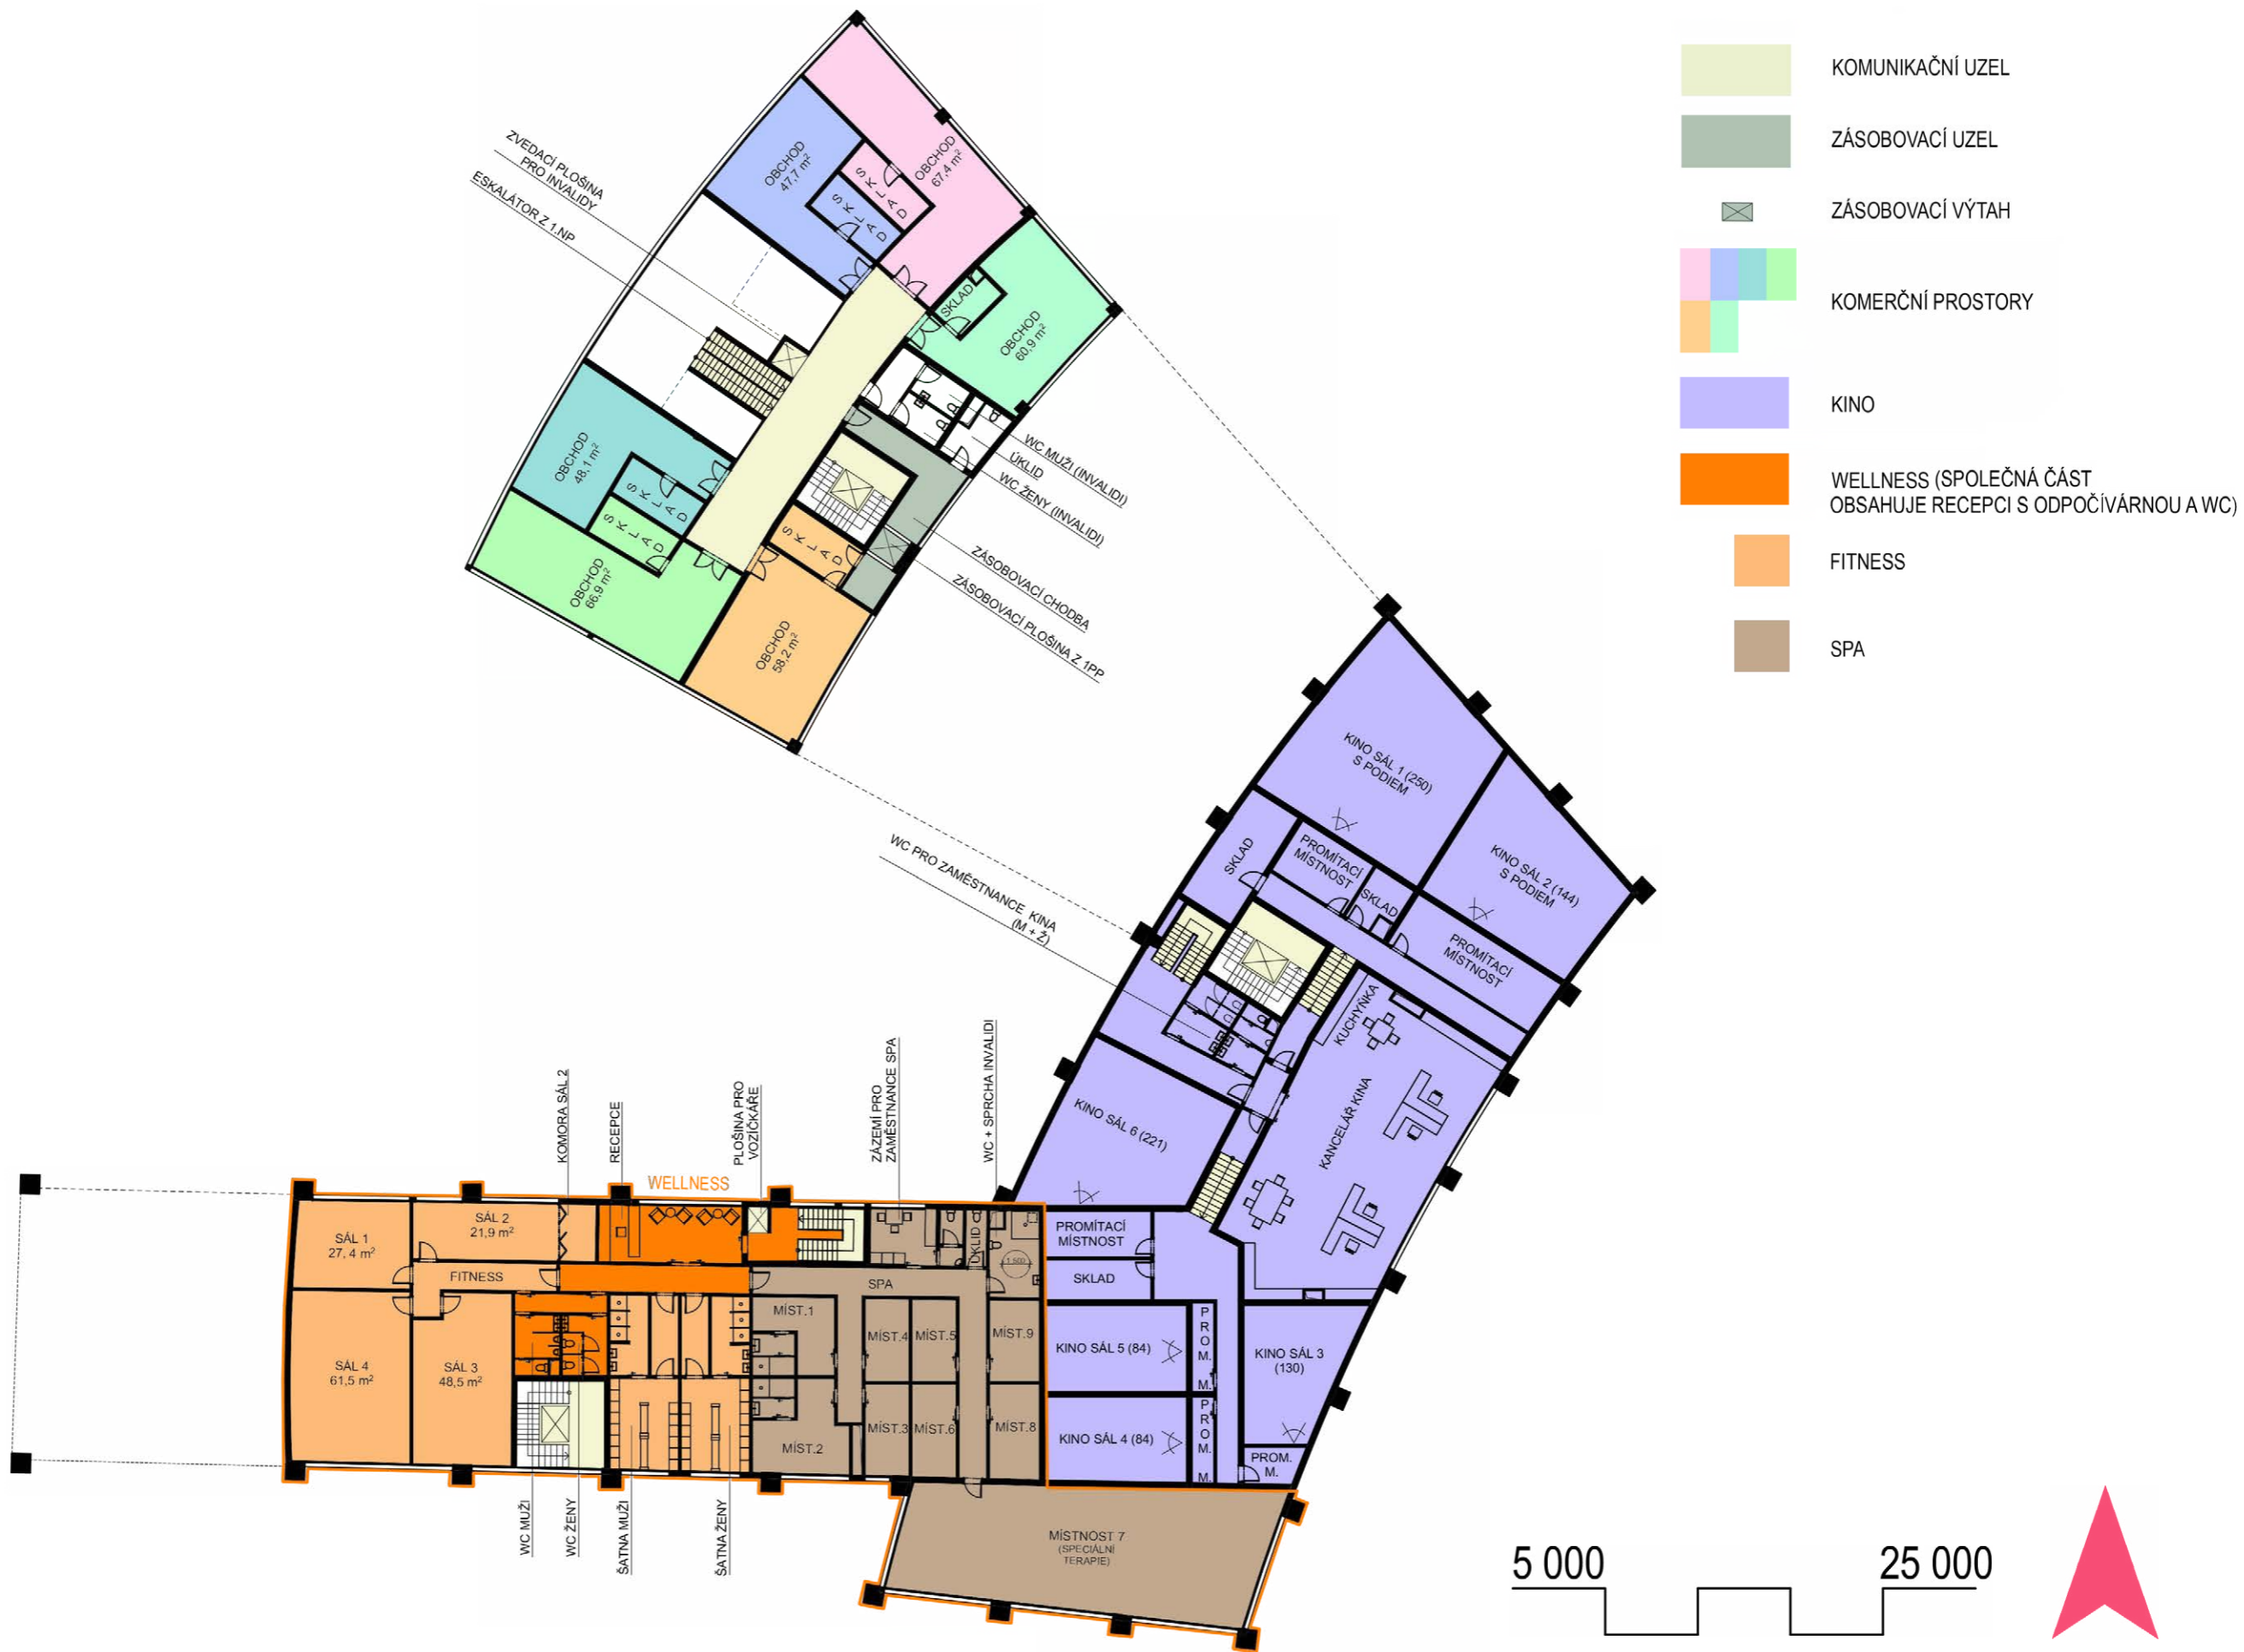 KOMUNIKAČNÍ UZEL
ZÁSOBOVACÍ UZEL
ZÁSOBOVACÍ VÝTAH
KOMERČNÍ PROSTORY
KINO
WELLNESS (SPOLEČNÁ ČÁST
OBSAHUJE RECEPCI S ODPOČÍVÁRNOU A WC)
FITNESS
SPA
ZVEDACÍ PLOŠINA
PRO INVALIDY
ESKALÁTOR Z 1.NP
OBCHOD
47,7 m²
OBCHOD
67,4 m²
SKLAD
SKLAD
SKLAD
OBCHOD
60,9 m²
OBCHOD
48,1 m²
SKLAD
SKLAD
OBCHOD
66,9 m²
SKLAD
OBCHOD
58,2 m²
WC MUŽI (INVALIDI)
ÚKLID
WC ŽENY (INVALIDI)
ZÁSOBOVACÍ CHODBA
ZÁSOBOVACÍ PLOŠINA Z 1PP
KINO SÁL 1 (250)
S PODIEM
KINO SÁL 2 (144)
S PODIEM
SKLAD
PROMÍTACÍ
MÍSTNOST
SKLAD
PROMÍTACÍ
MÍSTNOST
WC PRO ZAMĚSTNANCE KINA
(M + Ž)
KUCHYŇKA
KANCELÁŘ KINA
KINO SÁL 6 (221)
PROMÍTACÍ
MÍSTNOST
SKLAD
KINO SÁL 5 (84)
PROM. M.
KINO SÁL 3
(130)
KINO SÁL 4 (84)
PROM. M.
PROM.
M.
KOMORA SÁL 2
RECEPCE
WELLNESS
PLOŠINA PRO
VOZÍČKÁŘE
ZÁZEMÍ PRO
ZAMĚSTNANCE SPA
WC + SPRCHA INVALIDI
SÁL 1
27, 4 m²
SÁL 2
21,9 m²
FITNESS
SÁL 4
61,5 m²
SÁL 3
48,5 m²
ÚKLID
1 500
SPA
MÍST.1
MÍST.4
MÍST.5
MÍST.9
MÍST.2
MÍST.3
MÍST.6
MÍST.8
WC MUŽI
WC ŽENY
ŠATNA MUŽI
ŠATNA ŽENY
MÍSTNOST 7
(SPECIÁLNÍ
TERAPIE)
5 000
25 000